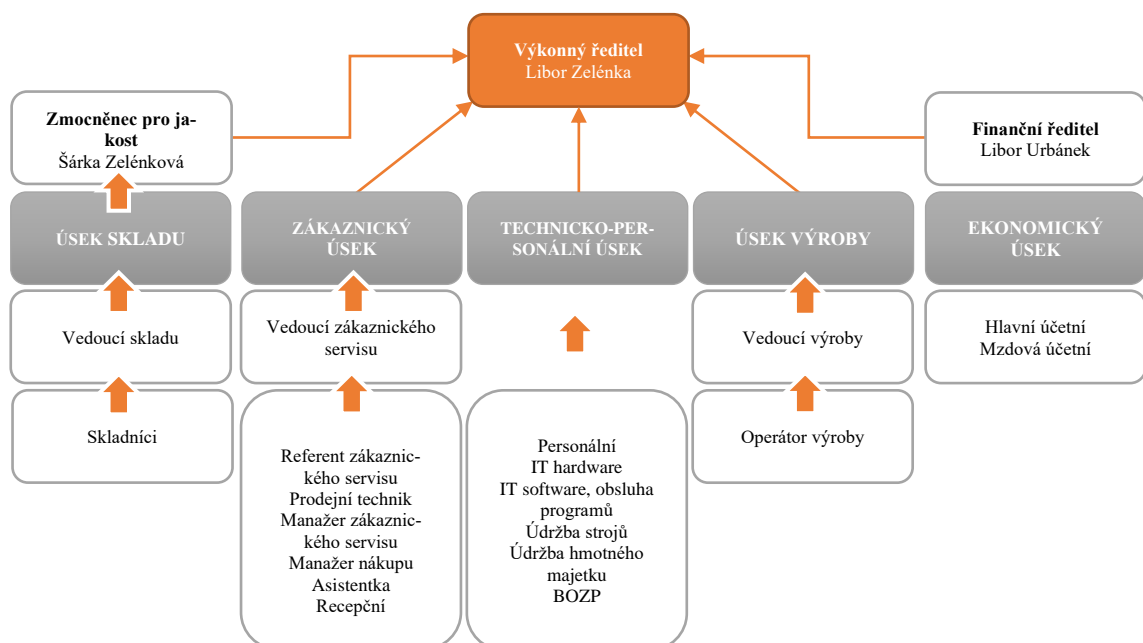 Výkonný ředitel
Libor Zelénka
Zmocněnec pro ja-
kost
Šárka Zelénková
Finanční ředitel
Libor Urbánek
ÚSEK SKLADU
ZÁKAZNICKÝ
ÚSEK
TECHNICKO-PER-
SONÁLNÍ ÚSEK
ÚSEK VÝROBY
EKONOMICKÝ
ÚSEK
Vedoucí skladu
Vedoucí zákaznického
servisu
Vedoucí výroby
Hlavní účetní
Mzdová účetní
Skladníci
Referent zákaznic-
kého servisu
Prodejní technik
Manažer zákaznic-
kého servisu
Manažer nákupu
Asistentka
Recepční
Personální
IT hardware
IT software, obsluha
programů
Údržba strojů
Údržba hmotného
majetku
BOZP
Operátor výroby